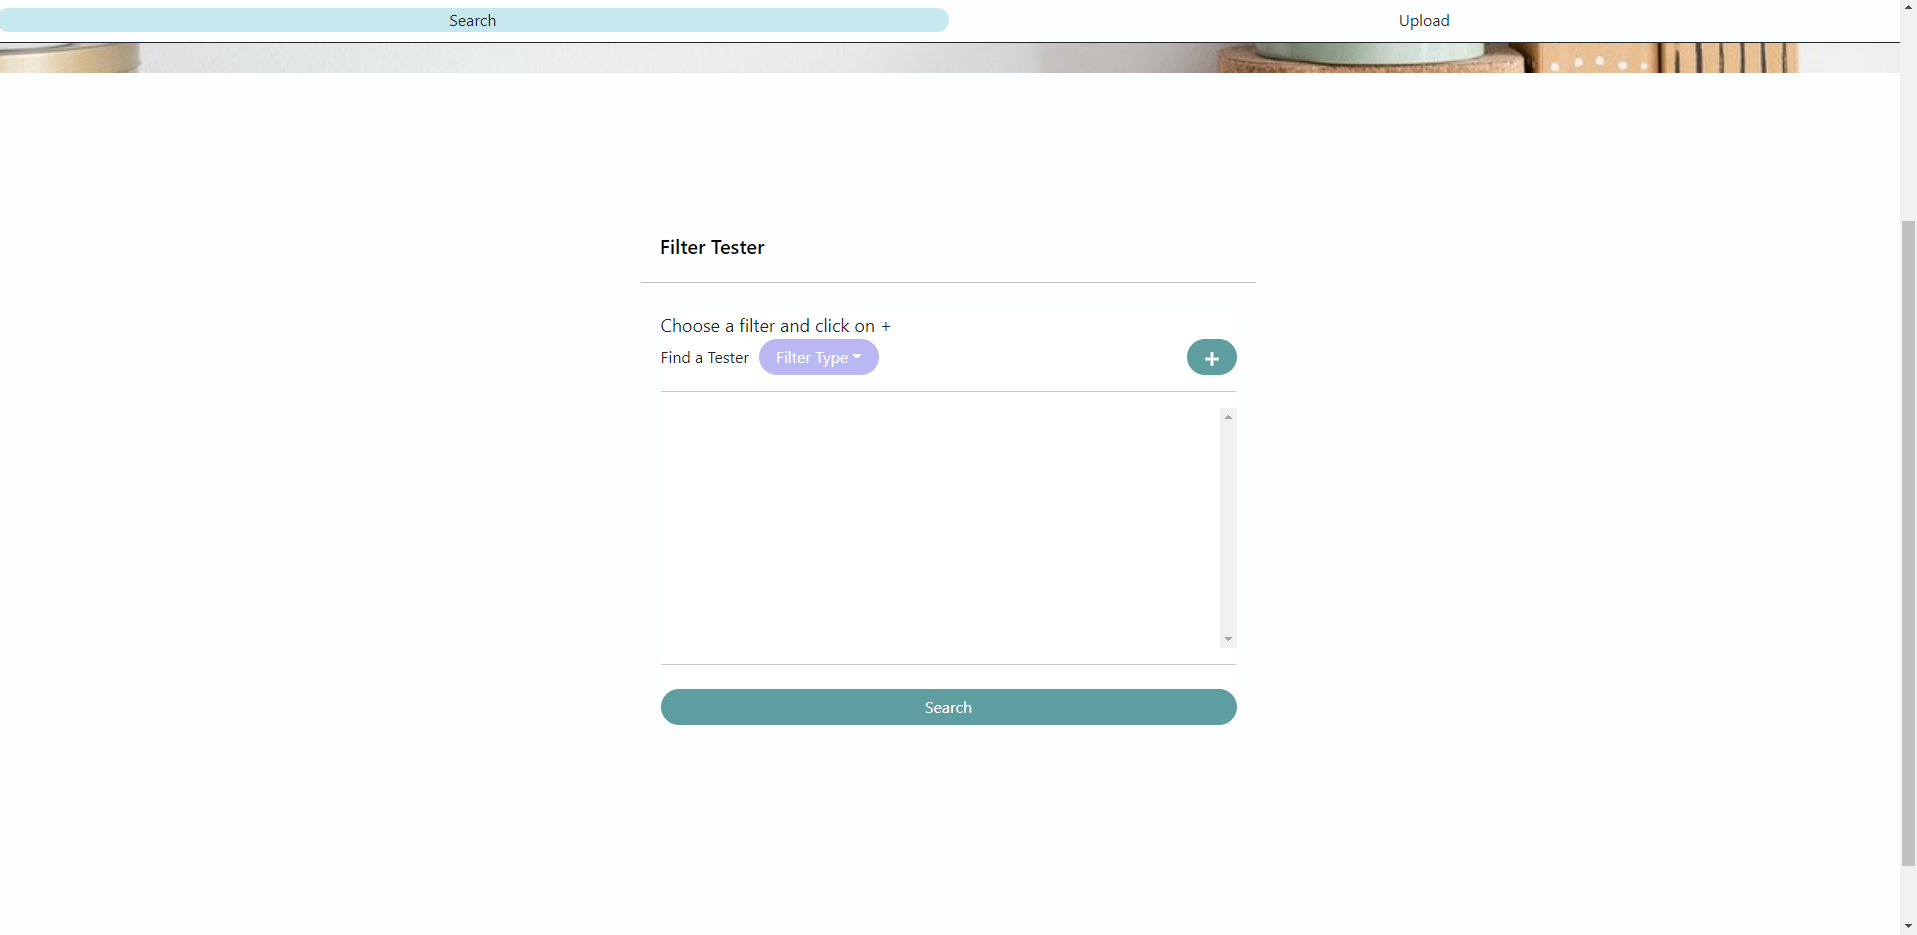 Search
Upload
Filter Tester
Choose a filter and click on +
Find a Tester Filter Type +
Search